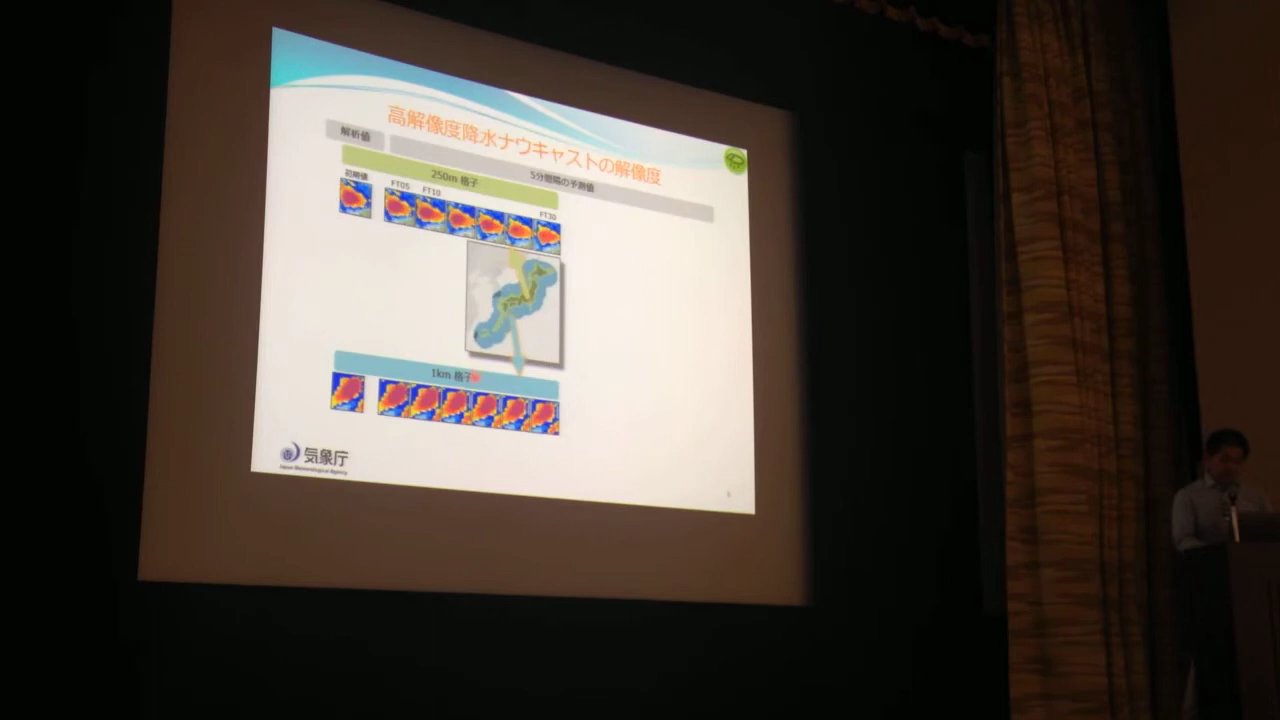 高解像度降水ナウキャストの解像度
解析値
5分間隔の予測値
250m 格子
初期値
FT05
FT10
FT30
1km 格子
気象庁
Japan Meteorological Agency